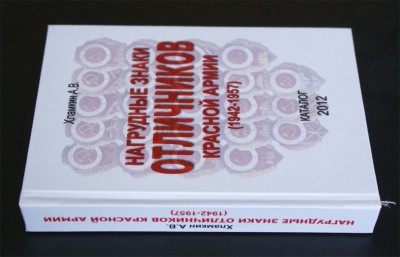 Хламкин А.В.
НАГРУДНЫЕ ЗНАКИ
ОТЛИЧНИКОВ
КРАСНОЙ АРМИИ
(1942-1957)
КАТАЛОГ
2012
Хламкин А.В.
НАГРУДНЫЕ ЗНАКИ ОТЛИЧНИКОВ КРАСНОЙ АРМИИ
(1942-1957)